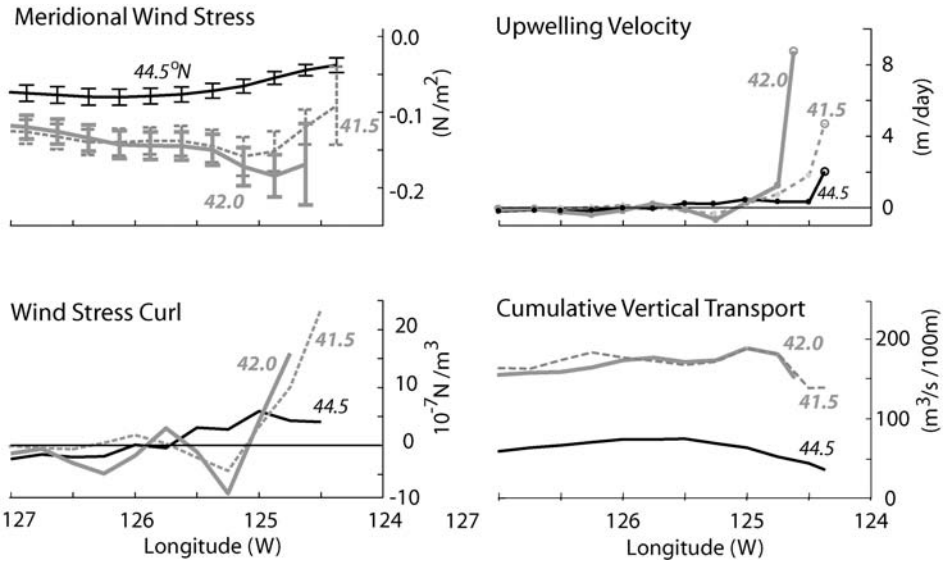 Meridional Wind Stress
44.5°N
42.0
41.5
0.0
-0.1
-0.2
(N /m²)
Upwelling Velocity
42.0
41.5
44.5
8
4
0
(m /day)
Wind Stress Curl
42.0
41.5
44.5
20
10
0
-10
10⁻⁷N /m³
127
126
125
124
Longitude (W)
Cumulative Vertical Transport
42.0
41.5
44.5
200
100
0
(m³/s /100m)
127
126
125
124
Longitude (W)